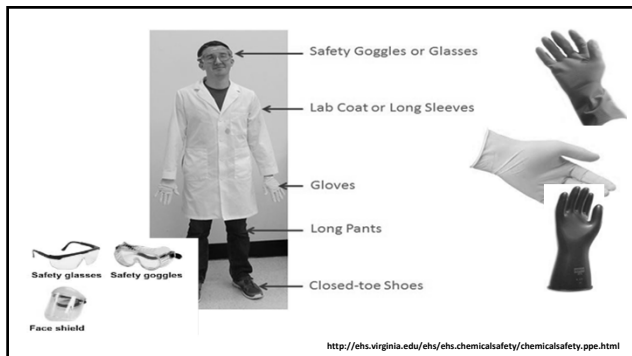 Safety Goggles or Glasses
Lab Coat or Long Sleeves
Gloves
Long Pants
Closed-toe Shoes
Safety glasses Safety goggles
Face shield
http://ehs.virginia.edu/ehs/ehs.chemicalsafety/chemicalsafety.ppe.html